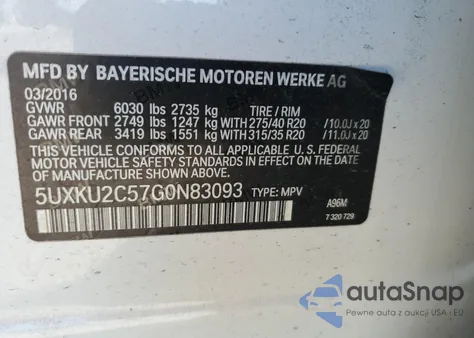 MFD BY BAYERISCHE MOTOREN WERKE AG
03/2016
GVWR 6030 lbs 2735 kg TIRE / RIM
GAWR FRONT 2749 lbs 1247 kg WITH 275/40 R20 /10.0J x 20
GAWR REAR 3419 lbs 1551 kg WITH 315/35 R20 /11.0J x 20
THIS VEHICLE CONFORMS TO ALL APPLICABLE U.S. FEDERAL
MOTOR VEHICLE SAFETY STANDARDS IN EFFECT ON THE DATE OF
MANUFACTURE SHOWN ABOVE.
5UXKU2C57G0N83093 TYPE: MPV A96M
7 320 729
autoSnap
Pewne auta z aukcji USA i EU